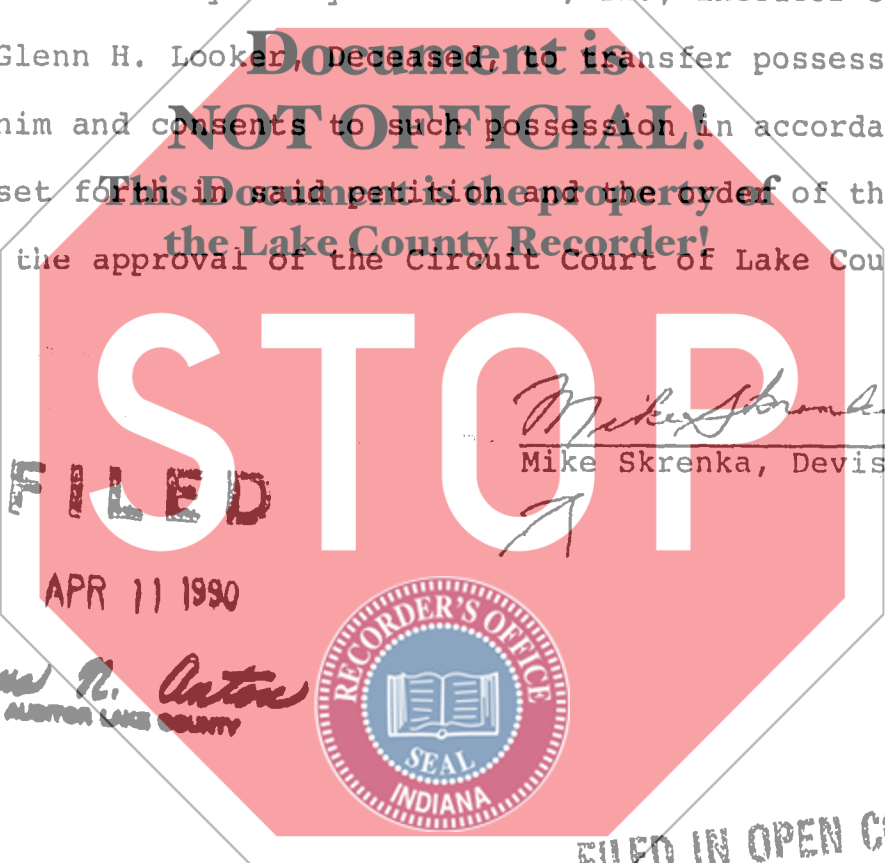 Glenn H. Looker, Deceased, to transfer possess
him and consents to such possession in accorda
set forth in said petition and the order of th
the approval of the Circuit Court of Lake Cou
Document is
NOT OFFICIAL!
This Document is the property of
the Lake County Recorder!
STOP
Mike Skrenka
Mike Skrenka, Devis
FILED
APR 11 1990
N. Anton
AUDITOR LAKE COUNTY
RECORDER'S OFFICE
SEAL
INDIANA
FILED IN OPEN C